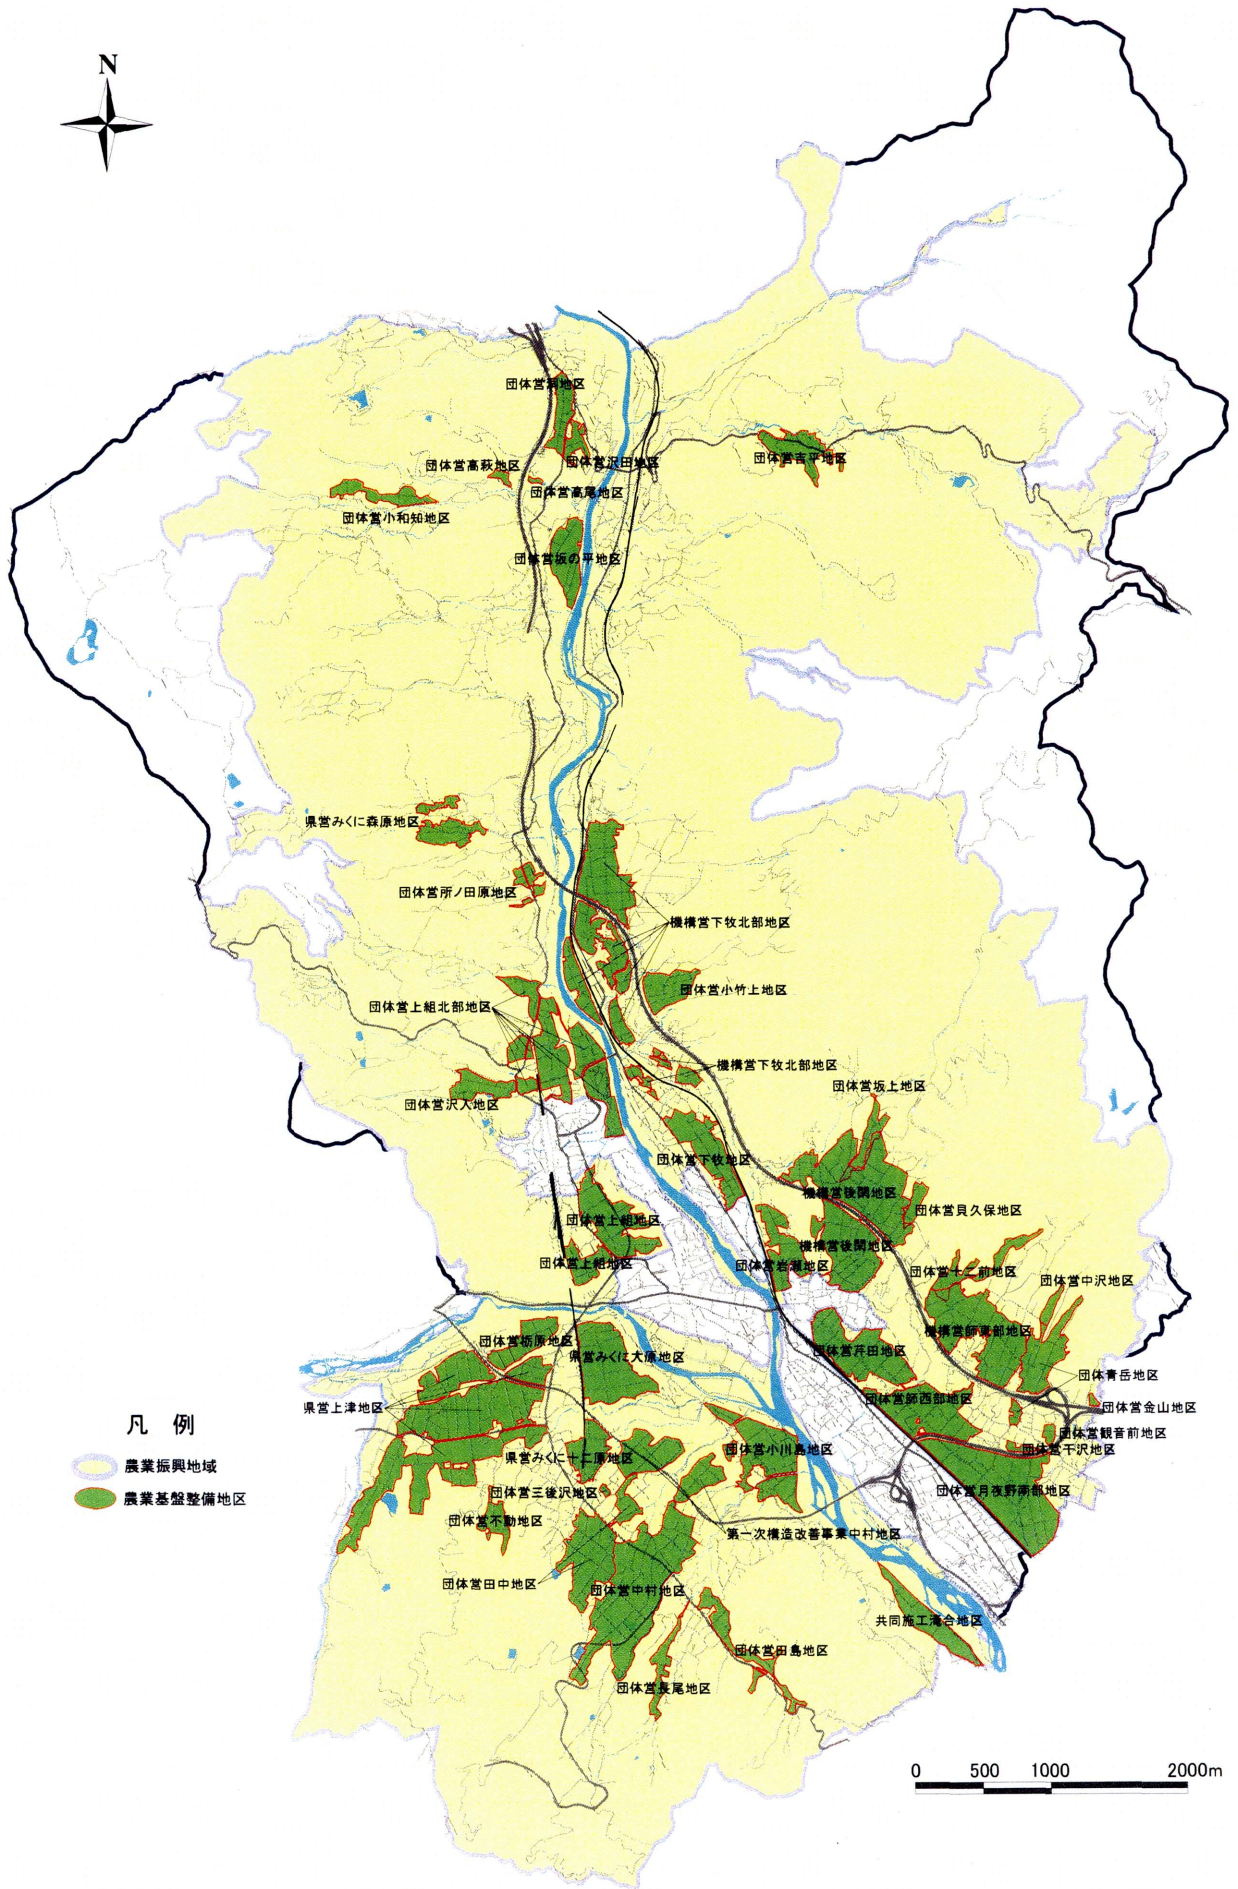 N
団体営洞地区
団体営沢田地区
団体営吉平地区
団体営高萩地区
団体営高尾地区
団体営小和知地区
団体営坂の平地区
県営みくに森原地区
団体営所ノ田原地区
機構営下牧北部地区
団体営小竹上地区
団体営上組北部地区
機構営下牧北部地区
団体営坂上地区
団体営沢入地区
団体営下牧地区
機構営後閑地区
団体営貝久保地区
団体営上組地区
機構営後閑地区
団体営上組地区
団体営岩瀬地区
団体営十二前地区
団体営中沢地区
機構営師東部地区
団体営栃原地区
県営みくに大原地区
団体営芹田地区
団体青岳地区
団体営師西部地区
県営上津地区
団体営金山地区
団体営観音前地区
団体営小川島地区
団体営干沢地区
県営みくに十二原地区
団体営三後沢地区
団体営月夜野南部地区
団体営不動地区
第一次構造改善事業中村地区
団体営田中地区
団体営中村地区
共同施工滝合地区
団体営田島地区
団体営長尾地区
凡 例
農業振興地域
農業基盤整備地区
0 500 1000 2000m